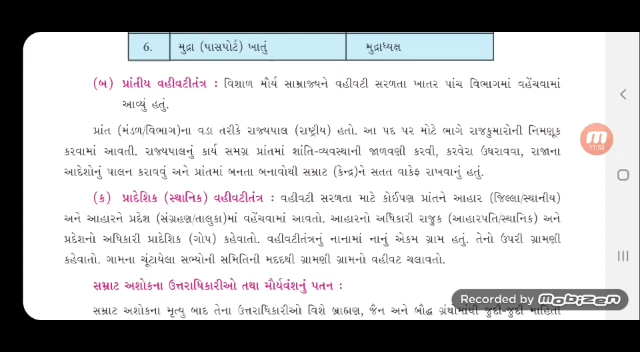 6. મુદ્રા (પાસપોર્ટ) ખાતું મુદ્રાધ્યક્ષ
(બ) પ્રાંતીય વહીવટીતંત્ર : વિશાળ મૌર્ય સામ્રાજ્યને વહીવટી સરળતા ખાતર પાંચ વિભાગમાં વહેંચવામાં
આવ્યું હતું.
પ્રાંત (મંડળ/વિભાગ)ના વડા તરીકે રાજ્યપાલ (રાષ્ટ્રીય) હતો. આ પદ પર મોટે ભાગે રાજકુમારોની નિમણૂક
કરવામાં આવતી. રાજ્યપાલનું કાર્ય સમગ્ર પ્રાંતમાં શાંતિ-વ્યવસ્થાની જાળવણી કરવી, કરવેરા ઉઘરાવવા, રાજાના
આદેશોનું પાલન કરાવવું અને પ્રાંતમાં બનતા બનાવોથી સમ્રાટ (કેન્દ્ર)ને સતત વાકેફ રાખવાનું હતું.
(ક) પ્રાદેશિક (સ્થાનિક) વહીવટીતંત્ર : વહીવટી સરળતા માટે કોઈપણ પ્રાંતને આહાર (જિલ્લા/સ્થાનીય)
અને આહારને પ્રદેશ (સંગ્રહણ/તાલુકા)માં વહેંચવામાં આવતો. આહારનો અધિકારી રાજુક (આહારપતિ/સ્થાનિક) અને
પ્રદેશનો અધિકારી પ્રાદેશિક (ગોપ) કહેવાતો. વહીવટીતંત્રનું નાનામાં નાનું એકમ ગ્રામ હતું. તેનો ઉપરી ગ્રામણી
કહેવાતો. ગામના ચૂંટાયેલા સભ્યોની સમિતિની મદદથી ગ્રામણી ગ્રામનો વહીવટ ચલાવતો.
સમ્રાટ અશોકના ઉત્તરાધિકારીઓ તથા મૌર્યવંશનું પતન :
સમ્રાટ અશોકના મૃત્યુ બાદ તેના ઉત્તરાધિકારીઓ વિશે બ્રાહ્મણ, જૈન અને બૌદ્ધ ગ્રંથોમાંથી જુદી-જુદી માહિતી
11:53
Recorded by Mobizen